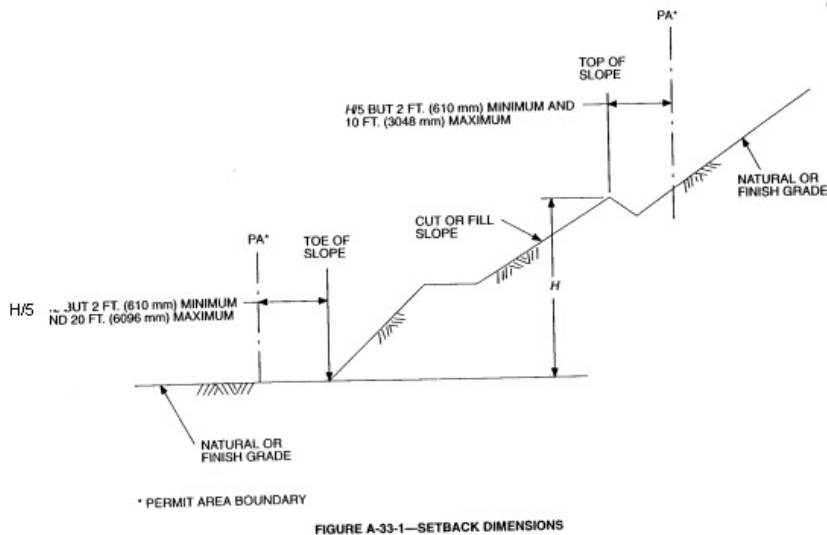 PA*
TOP OF
SLOPE
H/5 BUT 2 FT. (610 mm) MINIMUM AND
10 FT. (3048 mm) MAXIMUM
NATURAL OR
FINISH GRADE
CUT OR FILL
SLOPE
PA*
TOE OF
SLOPE
H
H/5 BUT 2 FT. (610 mm) MINIMUM
ND 20 FT. (6096 mm) MAXIMUM
NATURAL OR
FINISH GRADE
* PERMIT AREA BOUNDARY
FIGURE A-33-1—SETBACK DIMENSIONS